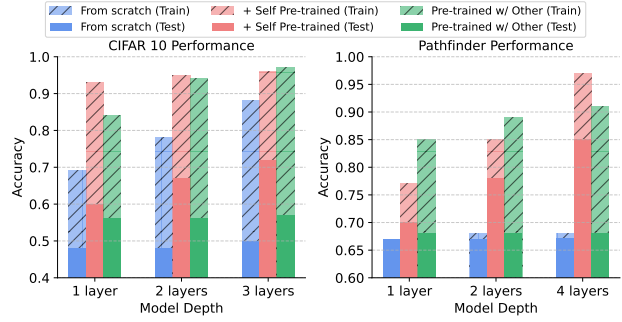 From scratch (Train)
+ Self Pre-trained (Train)
Pre-trained w/ Other (Train)
From scratch (Test)
+ Self Pre-trained (Test)
Pre-trained w/ Other (Test)
CIFAR 10 Performance
1.0
0.9
0.8
0.7
0.6
0.5
0.4
Accuracy
1 layer
2 layers
3 layers
Model Depth
Pathfinder Performance
1.00
0.95
0.90
0.85
0.80
0.75
0.70
0.65
0.60
Accuracy
1 layer
2 layers
4 layers
Model Depth